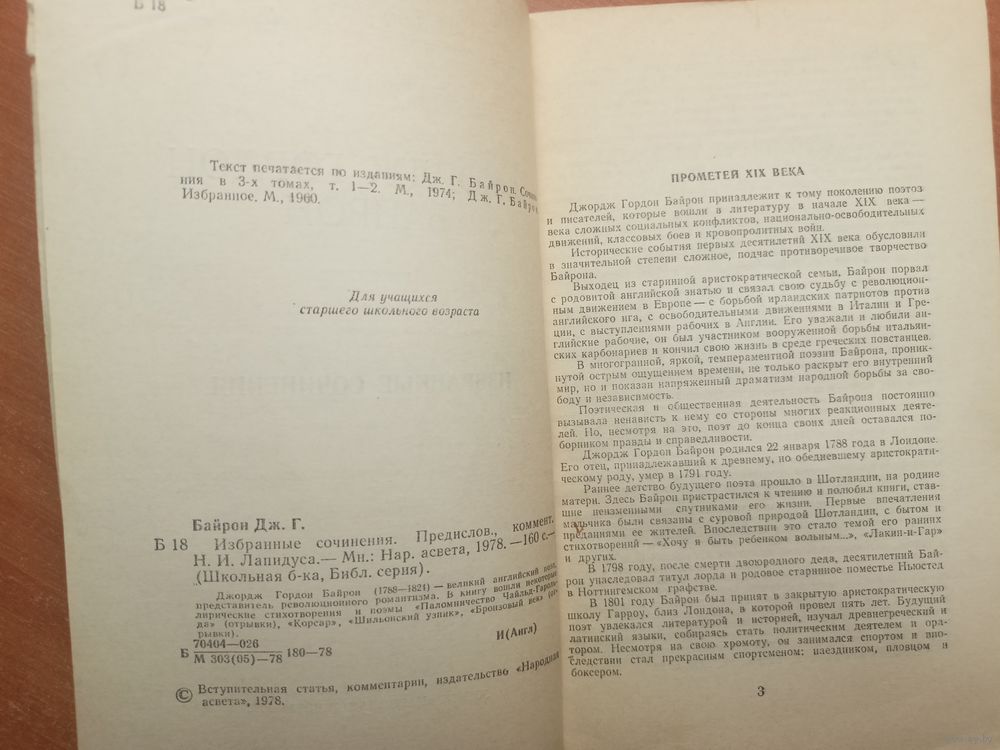 Б 18
Текст печатается по изданиям: Дж. Г. Байрон. Сочине-
ния в 3-х томах, т. 1—2. М., 1974; Дж. Г. Байрон.
Избранное. М., 1960.
Для учащихся
старшего школьного возраста
Байрон Дж. Г.
Б 18 Избранные сочинения. Предислов., коммент.
Н. И. Лапидуса.— Мн.: Нар. асвета, 1978.—160 с.—
(Школьная б-ка, Библ. серия).
Джордж Гордон Байрон (1788—1824) — великий английский поэт,
представитель революционного романтизма. В книгу вошли некоторые
лирические стихотворения и поэмы «Паломничество Чайльд-Гароль-
да» (отрывки), «Корсар», «Шильонский узник», «Бронзовый век» (от-
рывки).
70404—026
Б 180—78
М 303(05)—78
И(Англ)
© Вступительная статья, комментарии, издательство «Народная
асвета», 1978.
ПРОМЕТЕЙ XIX ВЕКА
Джордж Гордон Байрон принадлежит к тому поколению поэтов
и писателей, которые вошли в литературу в начале XIX века —
века сложных социальных конфликтов, национально-освободительных
движений, классовых боев и кровопролитных войн.
Исторические события первых десятилетий XIX века обусловили
в значительной степени сложное, подчас противоречивое творчество
Байрона.
Выходец из старинной аристократической семьи, Байрон порвал
с родовитой английской знатью и связал свою судьбу с революцион-
ным движением в Европе — с борьбой ирландских патриотов против
английского ига, с освободительными движениями в Италии и Гре-
ции, с выступлениями рабочих в Англии. Его уважали и любили ан-
глийские рабочие, он был участником вооруженной борьбы итальян-
ских карбонариев и кончил свою жизнь в среде греческих повстанцев.
В многогранной, яркой, темпераментной поэзии Байрона, проник-
нутой острым ощущением времени, не только раскрыт его внутренний
мир, но и показан напряженный драматизм народной борьбы за сво-
боду и независимость.
Поэтическая и общественная деятельность Байрона постоянно
вызывала ненависть к нему со стороны многих реакционных деяте-
лей. Но, несмотря на это, поэт до конца своих дней оставался по-
борником правды и справедливости.
Джордж Гордон Байрон родился 22 января 1788 года в Лондоне.
Его отец, принадлежавший к древнему, но обедневшему аристократи-
ческому роду, умер в 1791 году.
Раннее детство будущего поэта прошло в Шотландии, на родине
матери. Здесь Байрон пристрастился к чтению и полюбил книги, став-
шие неизменными спутниками его жизни. Первые впечатления
мальчика были связаны с суровой природой Шотландии, с бытом и
преданиями ее жителей. Впоследствии это стало темой его ранних
стихотворений — «Хочу я быть ребенком вольным...», «Лакин-и-Гар»
и других.
В 1798 году, после смерти двоюродного деда, десятилетний Бай-
рон унаследовал титул лорда и родовое старинное поместье Ньюстед
в Ноттингемском графстве.
В 1801 году Байрон был принят в закрытую аристократическую
школу Гарроу, близ Лондона, в которой провел пять лет. Будущий
поэт увлекался литературой и историей, изучал древнегреческий и
латинский языки, собираясь стать политическим деятелем и ора-
тором. Несмотря на свою хромоту, он занимался спортом и впо-
следствии стал прекрасным спортсменом: наездником, пловцом и
боксером.
3